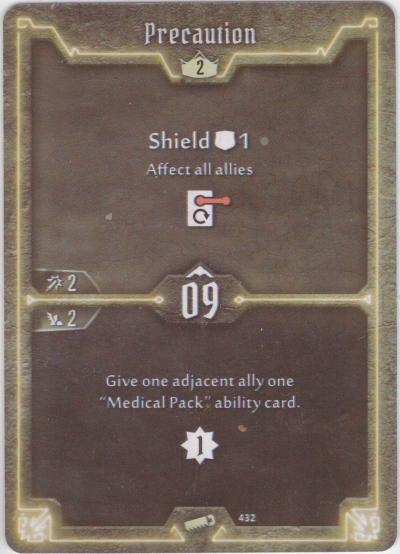 Precaution
2
Shield 1
Affect all allies
2
09
2
Give one adjacent ally one
“Medical Pack” ability card.
1
432